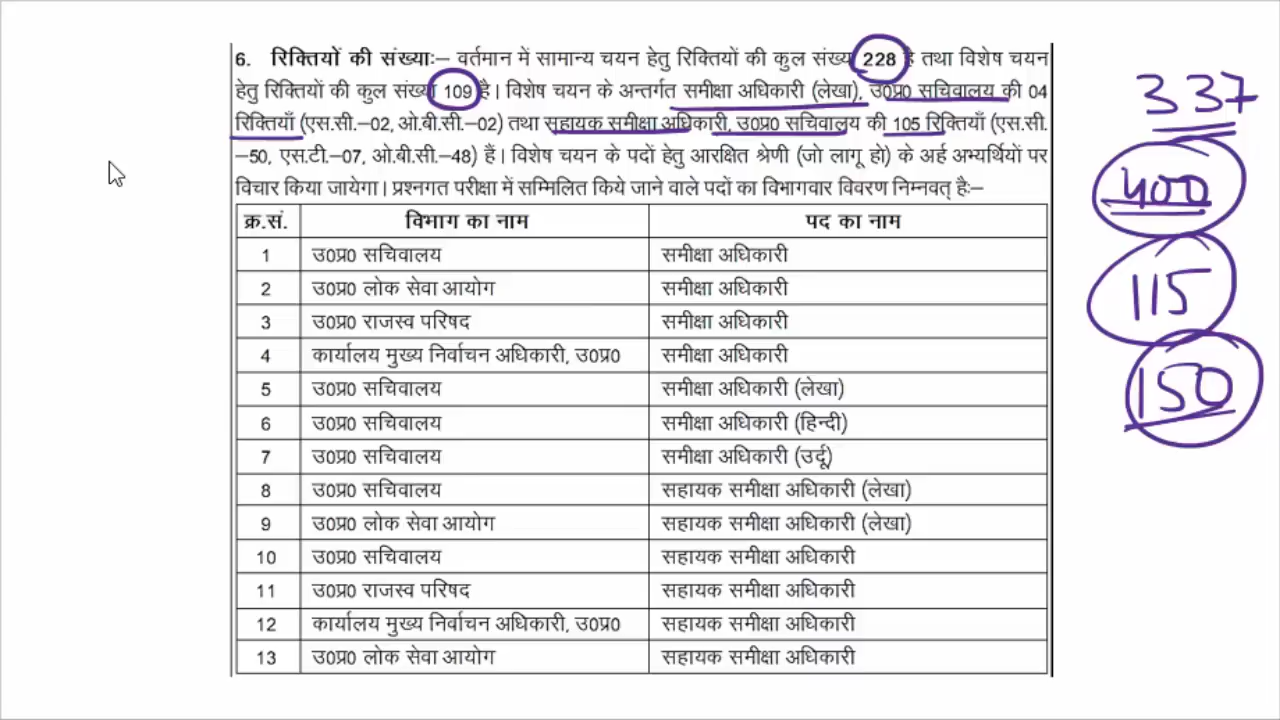 6. रिक्तियों की संख्याः– वर्तमान में सामान्य चयन हेतु रिक्तियों की कुल संख्या 228 है तथा विशेष चयन
हेतु रिक्तियों की कुल संख्या 109 है। विशेष चयन के अन्तर्गत समीक्षा अधिकारी (लेखा), उ0प्र0 सचिवालय की 04
रिक्तियाँ (एस.सी.–02, ओ.बी.सी.–02) तथा सहायक समीक्षा अधिकारी, उ0प्र0 सचिवालय की 105 रिक्तियाँ (एस.सी.
–50, एस.टी.–07, ओ.बी.सी.–48) हैं। विशेष चयन के पदों हेतु आरक्षित श्रेणी (जो लागू हो) के अर्ह अभ्यर्थियों पर
विचार किया जायेगा। प्रश्नगत परीक्षा में सम्मिलित किये जाने वाले पदों का विभागवार विवरण निम्नवत् है:–
क्र.सं. विभाग का नाम पद का नाम
1 उ0प्र0 सचिवालय समीक्षा अधिकारी
2 उ0प्र0 लोक सेवा आयोग समीक्षा अधिकारी
3 उ0प्र0 राजस्व परिषद समीक्षा अधिकारी
4 कार्यालय मुख्य निर्वाचन अधिकारी, उ0प्र0 समीक्षा अधिकारी
5 उ0प्र0 सचिवालय समीक्षा अधिकारी (लेखा)
6 उ0प्र0 सचिवालय समीक्षा अधिकारी (हिन्दी)
7 उ0प्र0 सचिवालय समीक्षा अधिकारी (उर्दू)
8 उ0प्र0 सचिवालय सहायक समीक्षा अधिकारी (लेखा)
9 उ0प्र0 लोक सेवा आयोग सहायक समीक्षा अधिकारी (लेखा)
10 उ0प्र0 सचिवालय सहायक समीक्षा अधिकारी
11 उ0प्र0 राजस्व परिषद सहायक समीक्षा अधिकारी
12 कार्यालय मुख्य निर्वाचन अधिकारी, उ0प्र0 सहायक समीक्षा अधिकारी
13 उ0प्र0 लोक सेवा आयोग सहायक समीक्षा अधिकारी
337
400
115
150